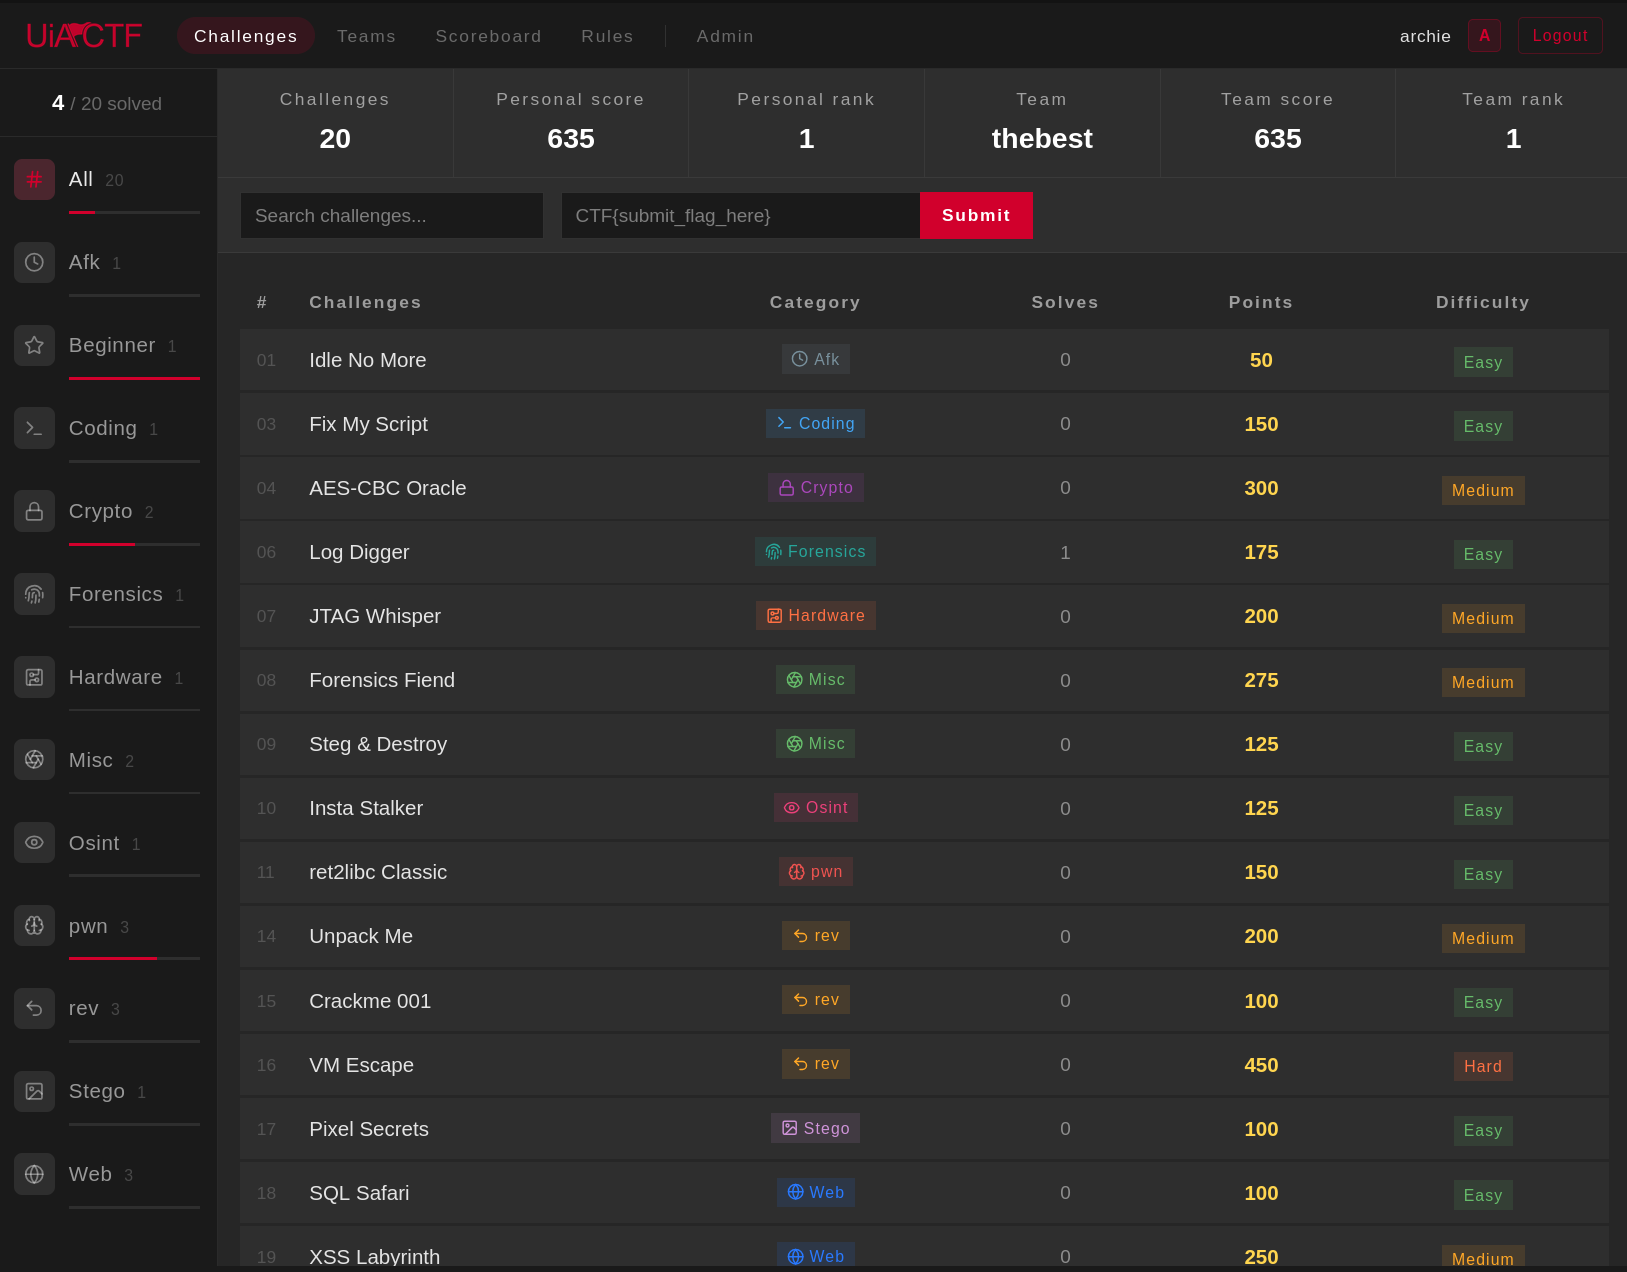 UiACTF
Challenges Teams Scoreboard Rules Admin archie A Logout
4 / 20 solved
All 20
Afk 1
Beginner 1
Coding 1
Crypto 2
Forensics 1
Hardware 1
Misc 2
Osint 1
pwn 3
rev 3
Stego 1
Web 3
Challenges Personal score Personal rank Team Team score Team rank
20 635 1 thebest 635 1
Search challenges... CTF{submit_flag_here} Submit
# Challenges Category Solves Points Difficulty
01 Idle No More Afk 0 50 Easy
03 Fix My Script Coding 0 150 Easy
04 AES-CBC Oracle Crypto 0 300 Medium
06 Log Digger Forensics 1 175 Easy
07 JTAG Whisper Hardware 0 200 Medium
08 Forensics Fiend Misc 0 275 Medium
09 Steg & Destroy Misc 0 125 Easy
10 Insta Stalker Osint 0 125 Easy
11 ret2libc Classic pwn 0 150 Easy
14 Unpack Me rev 0 200 Medium
15 Crackme 001 rev 0 100 Easy
16 VM Escape rev 0 450 Hard
17 Pixel Secrets Stego 0 100 Easy
18 SQL Safari Web 0 100 Easy
19 XSS Labyrinth Web 0 250 Medium